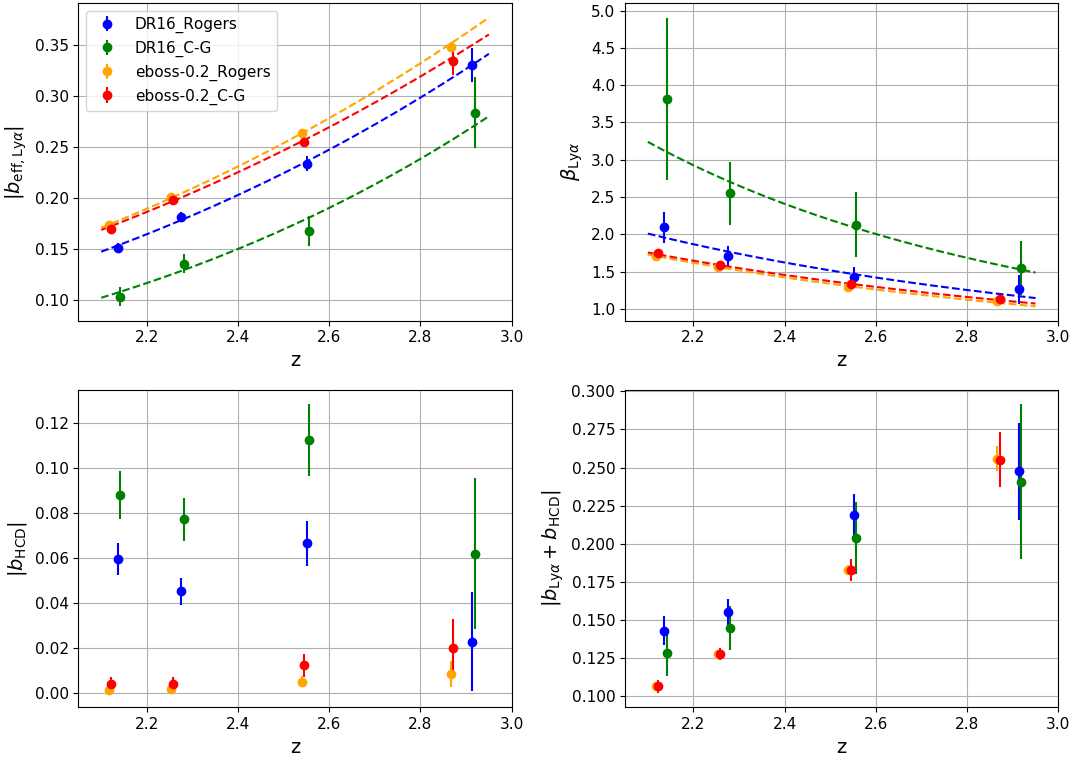 DR16_Rogers
DR16_C-G
eboss-0.2_Rogers
eboss-0.2_C-G
|b_eff, Lyα|
0.35
0.30
0.25
0.20
0.15
0.10
2.2 2.4 2.6 2.8 3.0
z
β_Lyα
5.0
4.5
4.0
3.5
3.0
2.5
2.0
1.5
1.0
2.2 2.4 2.6 2.8 3.0
z
|b_HCD|
0.12
0.10
0.08
0.06
0.04
0.02
0.00
2.2 2.4 2.6 2.8 3.0
z
|b_Lyα + b_HCD|
0.300
0.275
0.250
0.225
0.200
0.175
0.150
0.125
0.100
2.2 2.4 2.6 2.8 3.0
z